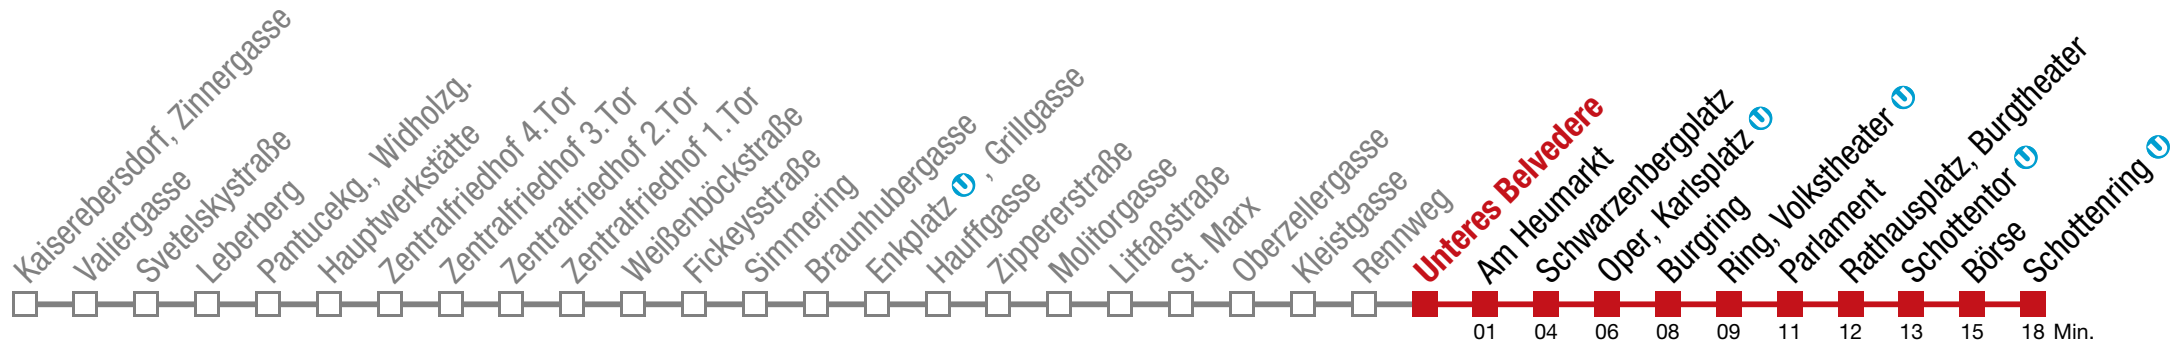 Kaiserebersdorf, Zinnergasse
Valiergasse
Svetelskystraße
Leberberg
Pantucekg., Widholzg.
Hauptwerkstätte
Zentralfriedhof 4.Tor
Zentralfriedhof 3.Tor
Zentralfriedhof 2.Tor
Zentralfriedhof 1.Tor
Weißenböckstraße
Fickeysstraße
Simmering
Braunhubergasse
Enkplatz U , Grillgasse
Hauffgasse
Zippererstraße
Molitorgasse
Litfaßstraße
St. Marx
Oberzellergasse
Kleistgasse
Rennweg
Unteres Belvedere
Am Heumarkt
Schwarzenbergplatz
Oper, Karlsplatz U
Burgring
Ring, Volkstheater U
Parlament
Rathausplatz, Burgtheater
Schottentor U
Börse
Schottenring U
01 04 06 08 09 11 12 13 15 18 Min.